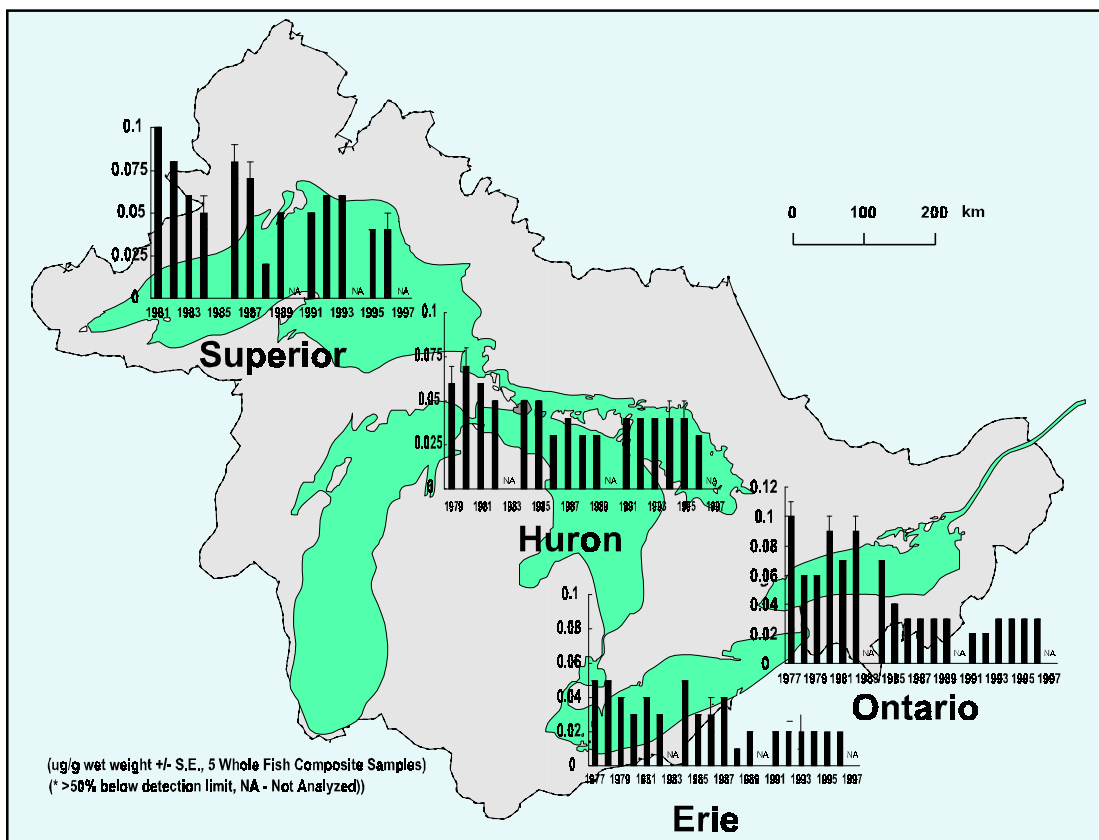 0.1
0.075
0.05
0.025
0
NA NA NA
1981 1983 1985 1987 1989 1991 1993 1995 1997
Superior
0 100 200 km
0.1
0.075
0.05
0.025
0
NA NA NA
1979 1981 1983 1985 1987 1989 1991 1993 1995 1997
Huron
0.12
0.1
0.08
0.06
0.04
0.02
0
NA NA NA
1977 1979 1981 1983 1985 1987 1989 1991 1993 1995 1997
Ontario
0.1
0.08
0.06
0.04
0.02
0
NA NA NA
1977 1979 1981 1983 1985 1987 1989 1991 1993 1995 1997
Erie
(ug/g wet weight +/- S.E., 5 Whole Fish Composite Samples)
(* >50% below detection limit, NA - Not Analyzed))